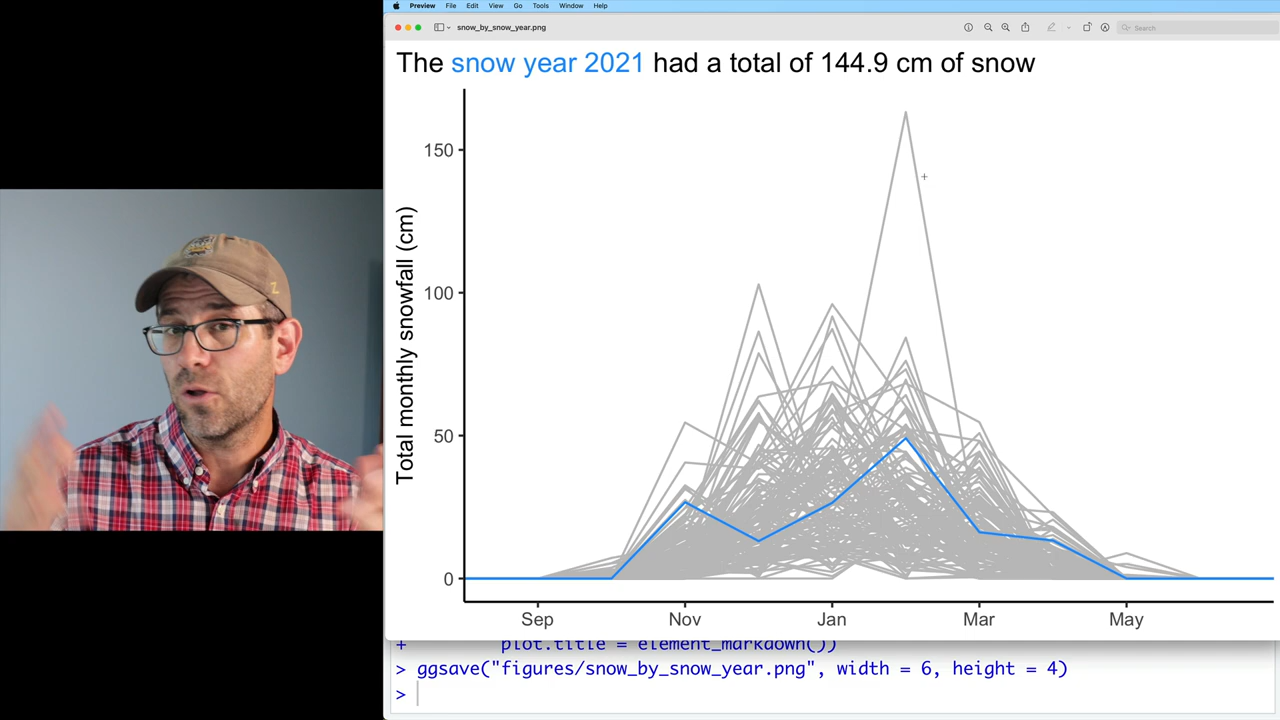 Preview File Edit View Go Tools Window Help
snow_by_snow_year.png
Search
The snow year 2021 had a total of 144.9 cm of snow
Total monthly snowfall (cm)
150
100
50
0
Sep Nov Jan Mar May
+ plot.title = element_markdown())
> ggsave("figures/snow_by_snow_year.png", width = 6, height = 4)
>
Z